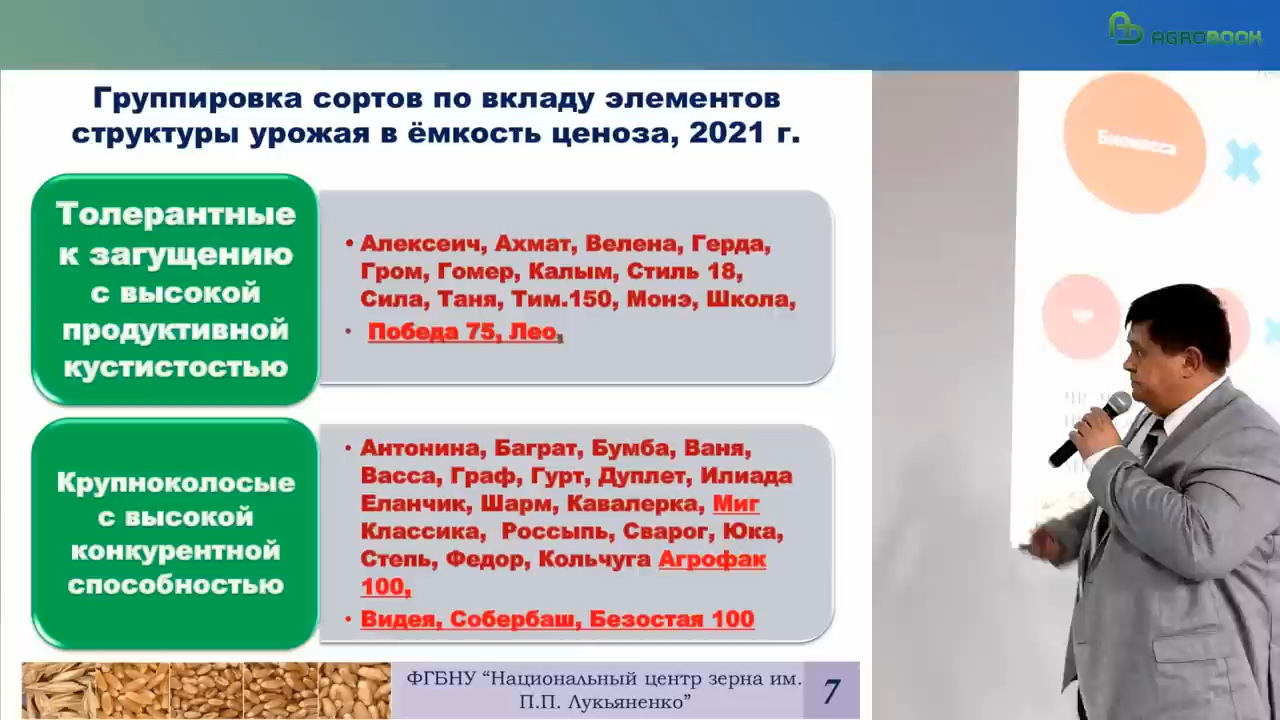 AGROBOOK
Группировка сортов по вкладу элементов
структуры урожая в ёмкость ценоза, 2021 г.
Толерантные
к загущению
с высокой
продуктивной
кустистостью
• Алексеич, Ахмат, Велена, Герда,
Гром, Гомер, Калым, Стиль 18,
Сила, Таня, Тим.150, Монэ, Школа,
• Победа 75, Лео,
Крупноколосые
с высокой
конкурентной
способностью
• Антонина, Баграт, Бумба, Ваня,
Васса, Граф, Гурт, Дуплет, Илиада
Еланчик, Шарм, Кавалерка, Миг
Классика, Россыпь, Сварог, Юка,
Степь, Федор, Кольчуга Агрофак
100,
• Видея, Собербаш, Безостая 100
ФГБНУ “Национальный центр зерна им.
П.П. Лукьяненко”
7
Биомасса